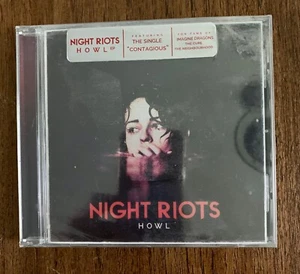 NIGHT RIOTS
HOWL EP
FEATURING
THE SINGLE
"CONTAGIOUS"
FOR FANS OF
IMAGINE DRAGONS
THE CURE
NIGHT RIOTS
HOWL